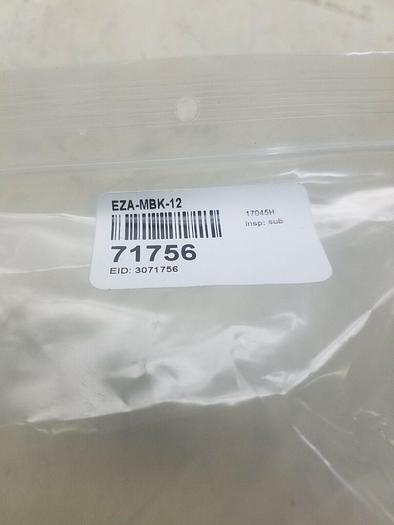 EZA-MBK-12
17045H
Insp: sub
71756
EID: 3071756